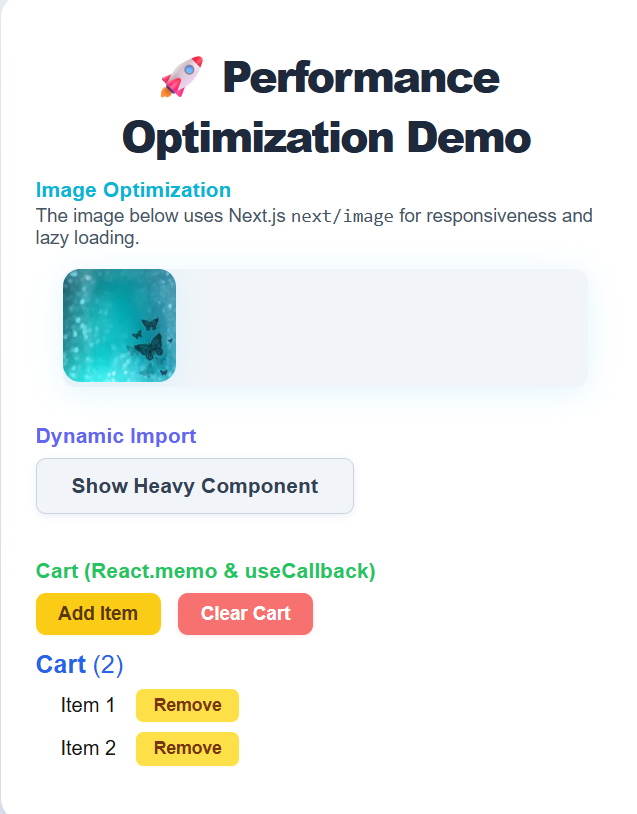 🚀 Performance
Optimization Demo
Image Optimization
The image below uses Next.js next/image for responsiveness and
lazy loading.
Dynamic Import
Show Heavy Component
Cart (React.memo & useCallback)
Add Item Clear Cart
Cart (2)
Item 1 Remove
Item 2 Remove